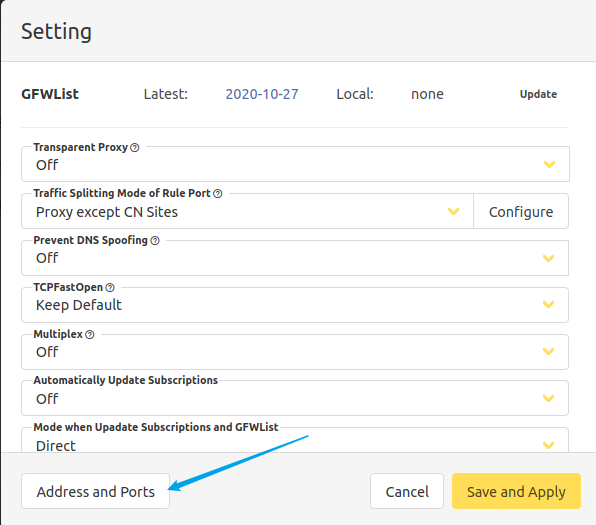 Setting
GFWList Latest: 2020-10-27 Local: none Update
Transparent Proxy
Off
Traffic Splitting Mode of Rule Port
Proxy except CN Sites Configure
Prevent DNS Spoofing
Off
TCPFastOpen
Keep Default
Multiplex
Off
Automatically Update Subscriptions
Off
Mode when Upadate Subscriptions and GFWList
Direct
Address and Ports Cancel Save and Apply